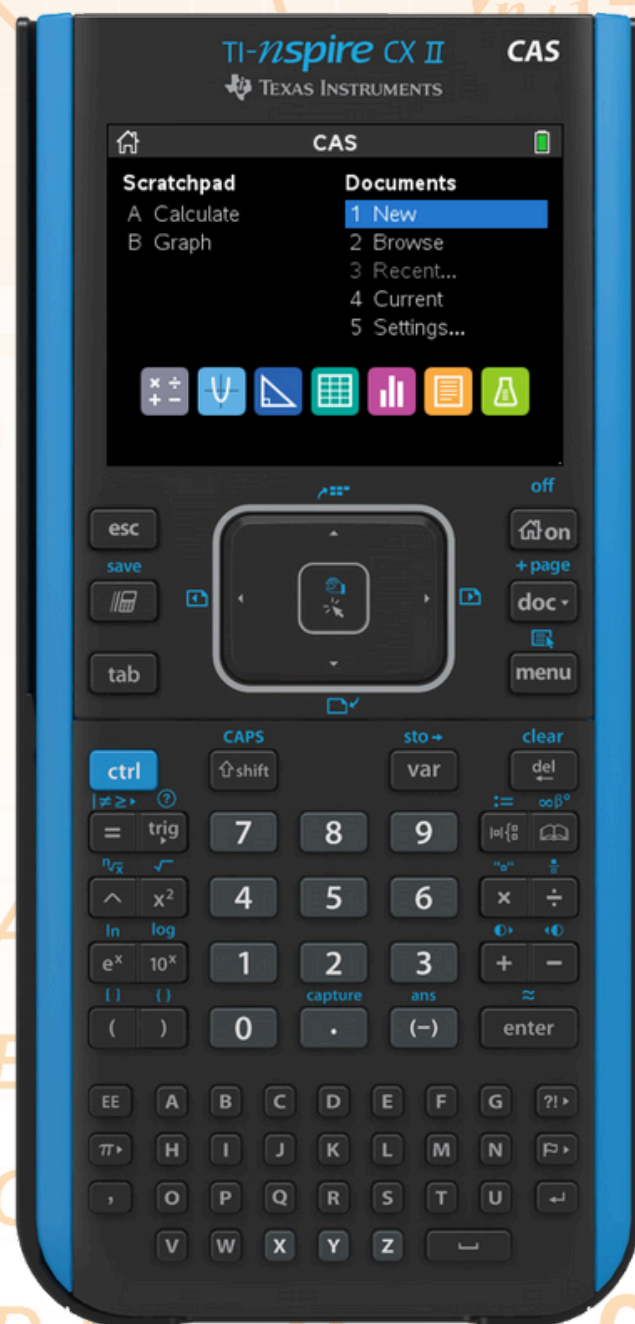 TI-nspire CX II CAS
TEXAS INSTRUMENTS
CAS
Scratchpad
A Calculate
B Graph
Documents
1 New
2 Browse
3 Recent...
4 Current
5 Settings...
off
esc
on
save
+ page
doc
tab
menu
CAPS sto→ clear
ctrl shift var del
|≠≥▸ ? := ∞β°
= trig 7 8 9
ⁿ√x √ "▫"
^ x² 4 5 6 × ÷
ln log
eˣ 10ˣ 1 2 3 + −
[ ] { } capture ans ≈
( ) 0 . (−) enter
EE A B C D E F G ?!▸
π▸ H I J K L M N
, O P Q R S T U ↵
V W X Y Z